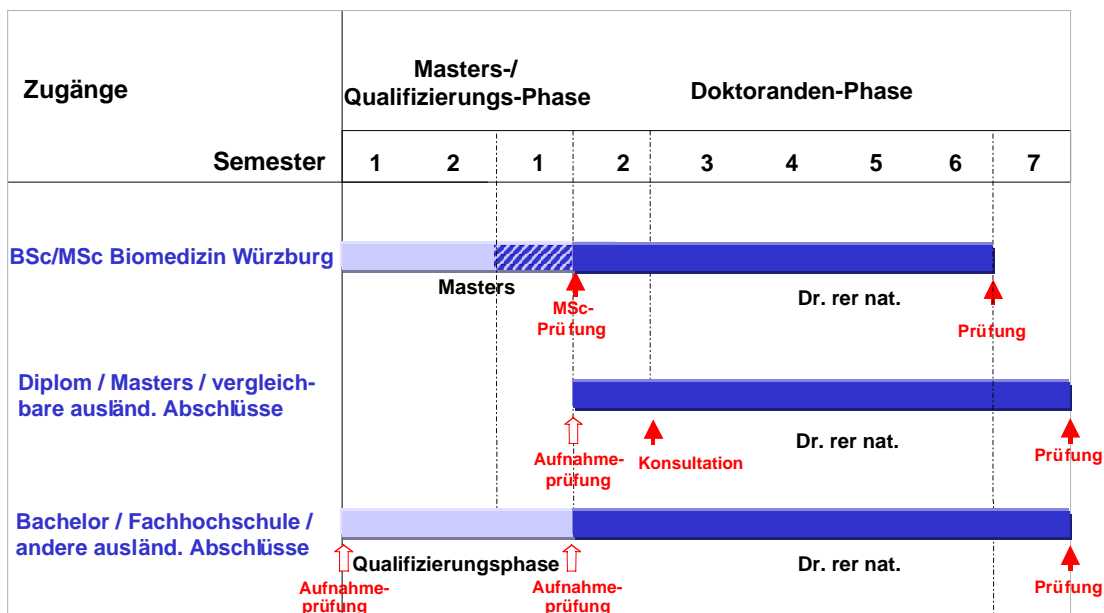 Zugänge
Masters-/
Qualifizierungs-Phase
Doktoranden-Phase
Semester 1 2 1 2 3 4 5 6 7
BSc/MSc Biomedizin Würzburg
Masters
MSc-
Prüfung
Dr. rer nat.
Prüfung
Diplom / Masters / vergleich-
bare ausländ. Abschlüsse
Aufnahme-
prüfung
Konsultation
Dr. rer nat.
Prüfung
Bachelor / Fachhochschule /
andere ausländ. Abschlüsse
Aufnahme-
prüfung
Qualifizierungsphase
Aufnahme-
prüfung
Dr. rer nat.
Prüfung